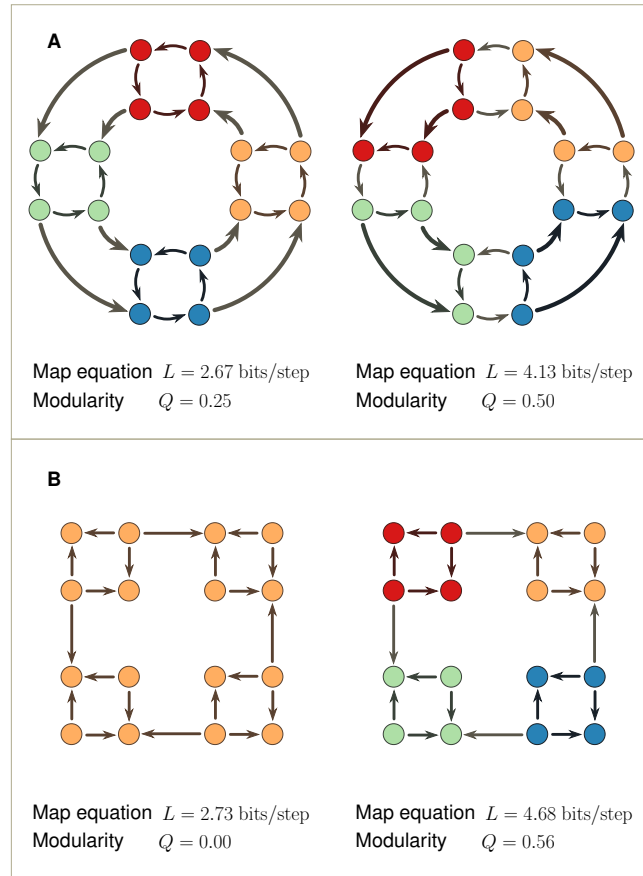 A
Map equation L = 2.67 bits/step Map equation L = 4.13 bits/step
Modularity Q = 0.25 Modularity Q = 0.50
B
Map equation L = 2.73 bits/step Map equation L = 4.68 bits/step
Modularity Q = 0.00 Modularity Q = 0.56